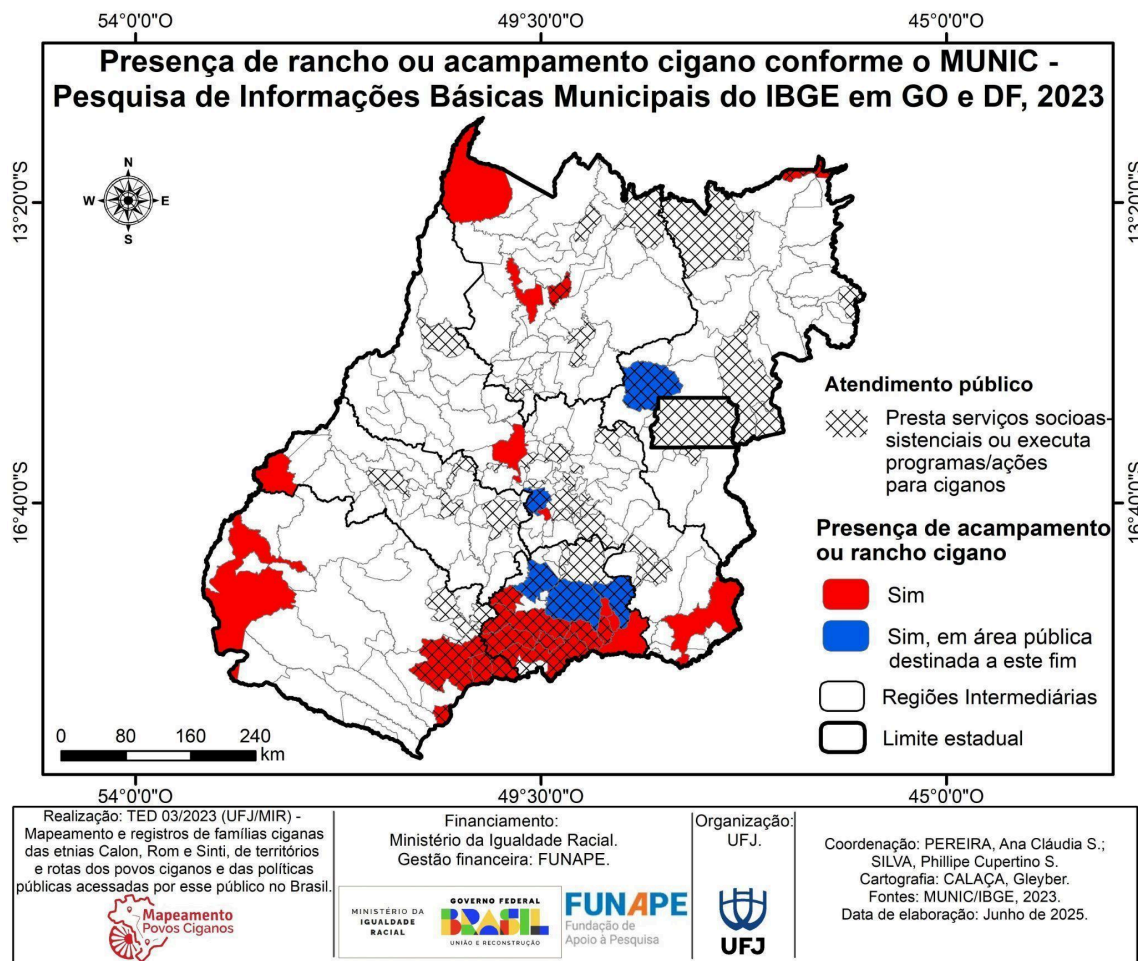 54°0'0"O
49°30'0"O
45°0'0"O
Presença de rancho ou acampamento cigano conforme o MUNIC -
Pesquisa de Informações Básicas Municipais do IBGE em GO e DF, 2023
N
W
E
S
13°20'0"S
13°20'0"S
16°40'0"S
16°40'0"S
Atendimento público
Presta serviços socioas-
sistenciais ou executa
programas/ações
para ciganos
Presença de acampamento
ou rancho cigano
Sim
Sim, em área pública
destinada a este fim
Regiões Intermediárias
Limite estadual
0 80 160 240
km
54°0'0"O
49°30'0"O
45°0'0"O
Realização: TED 03/2023 (UFJ/MIR) -
Mapeamento e registros de famílias ciganas
das etnias Calon, Rom e Sinti, de territórios
e rotas dos povos ciganos e das políticas
públicas acessadas por esse público no Brasil.
Mapeamento
Povos Ciganos
Financiamento:
Ministério da Igualdade Racial.
Gestão financeira: FUNAPE.
MINISTÉRIO DA
IGUALDADE
RACIAL
GOVERNO FEDERAL
BRASIL
UNIÃO E RECONSTRUÇÃO
FUNAPE
Fundação de
Apoio à Pesquisa
Organização:
UFJ.
UFJ
Coordenação: PEREIRA, Ana Cláudia S.;
SILVA, Phillipe Cupertino S.
Cartografia: CALAÇA, Gleyber.
Fontes: MUNIC/IBGE, 2023.
Data de elaboração: Junho de 2025.